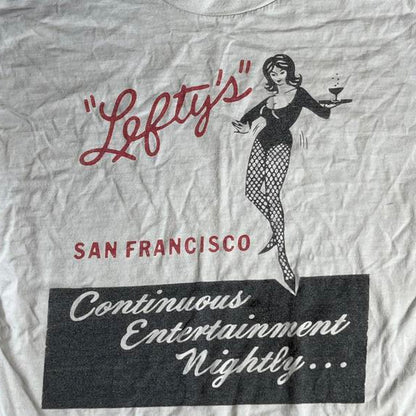 "Lefty's"
SAN FRANCISCO
Continuous
Entertainment
Nightly...